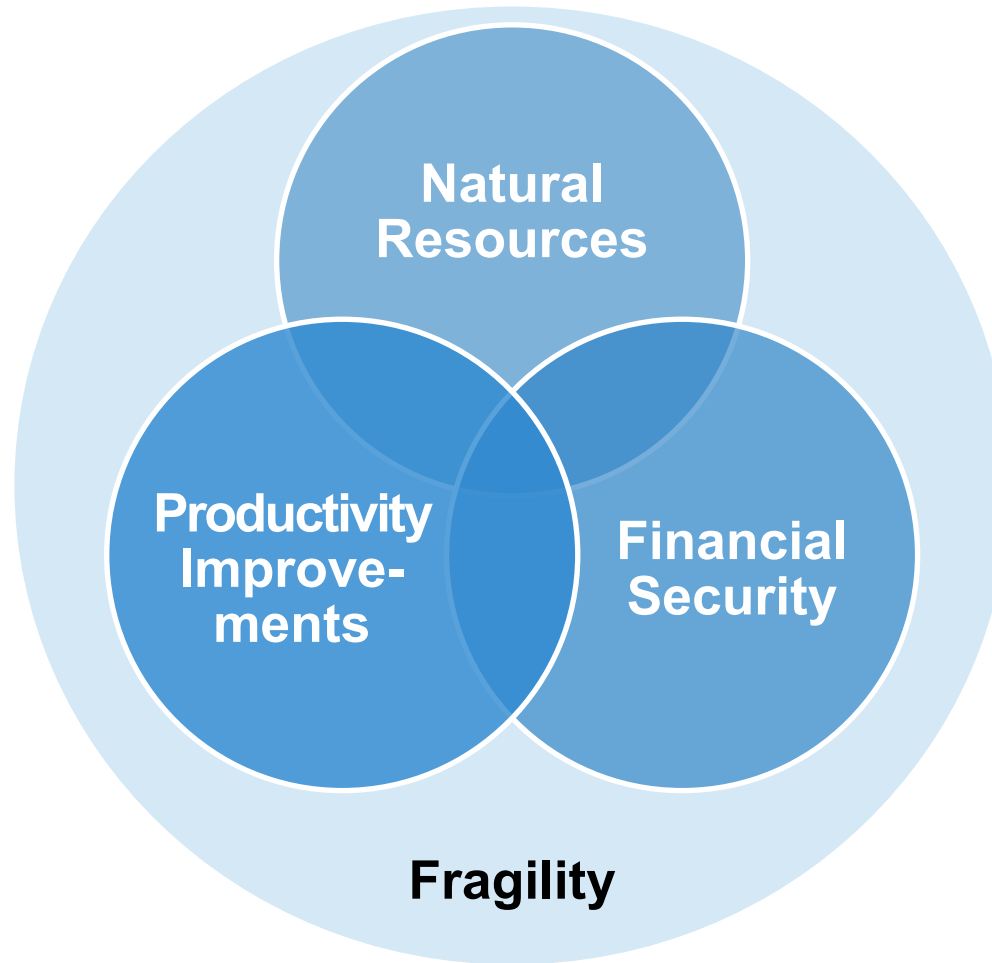 Natural
Resources
Productivity
Improve-
ments
Financial
Security
Fragility